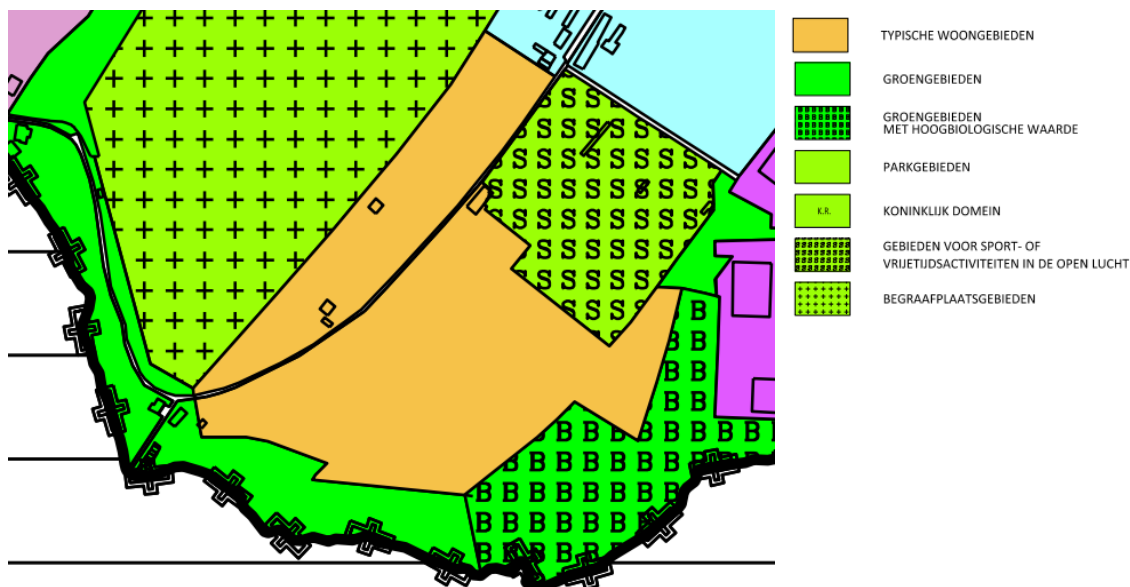 TYPISCHE WOONGEBIEDEN
GROENGEBIEDEN
GROENGEBIEDEN
MET HOOGBIOLOGISCHE WAARDE
PARKGEBIEDEN
K.R.
KONINKLIJK DOMEIN
GEBIEDEN VOOR SPORT- OF
VRIJETIJDSACTIVITEITEN IN DE OPEN LUCHT
BEGRAAFPLAATSGEBIEDEN